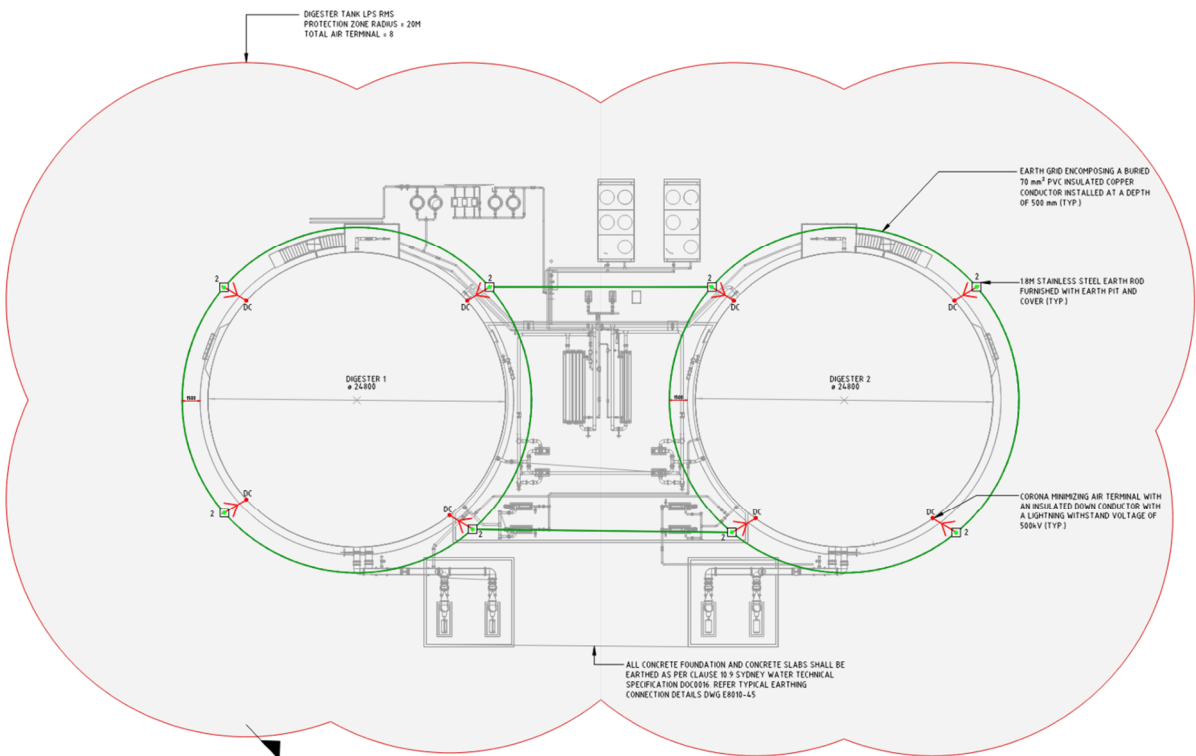 DIGESTER TANK LPS RMS
PROTECTION ZONE RADIUS = 20M
TOTAL AIR TERMINAL = 8
EARTH GRID ENCOMPOSING A BURIED
70 mm² PVC INSULATED COPPER
CONDUCTOR INSTALLED AT A DEPTH
OF 500 mm (TYP.)
2
2
2
2
1.8M STAINLESS STEEL EARTH ROD
FURNISHED WITH EARTH PIT AND
COVER (TYP.)
DC
DC
DC
DC
DIGESTER 1
ø 24800
DIGESTER 2
ø 24800
1500
1500
DC
DC
DC
DC
2
2
2
2
CORONA MINIMIZING AIR TERMINAL WITH
AN INSULATED DOWN CONDUCTOR WITH
A LIGHTNING WITHSTAND VOLTAGE OF
500kV (TYP.)
ALL CONCRETE FOUNDATION AND CONCRETE SLABS SHALL BE
EARTHED AS PER CLAUSE 10.9 SYDNEY WATER TECHNICAL
SPECIFICATION DOC0016. REFER TYPICAL EARTHING
CONNECTION DETAILS DWG E8010-45